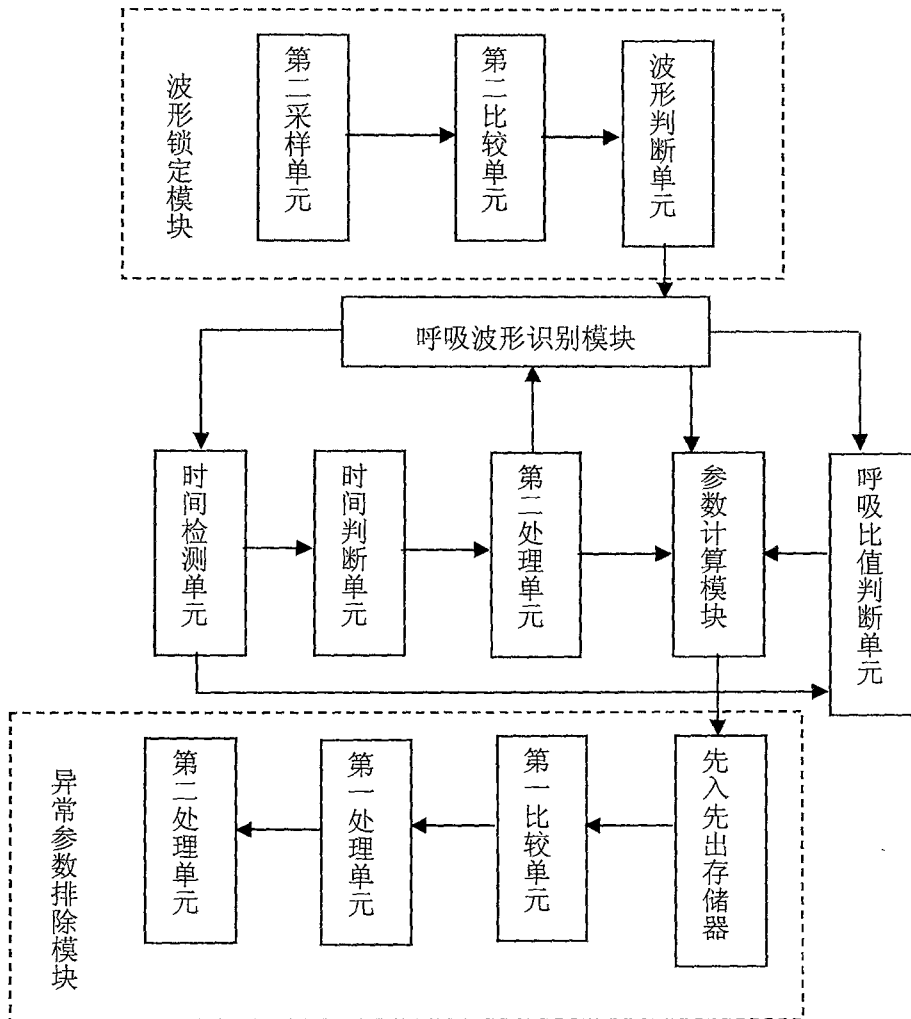 波形锁定模块
第二采样单元
第二比较单元
波形判断单元
呼吸波形识别模块
时间检测单元
时间判断单元
第二处理单元
参数计算模块
呼吸比值判断单元
异常参数排除模块
第二处理单元
第一处理单元
第一比较单元
先入先出存储器